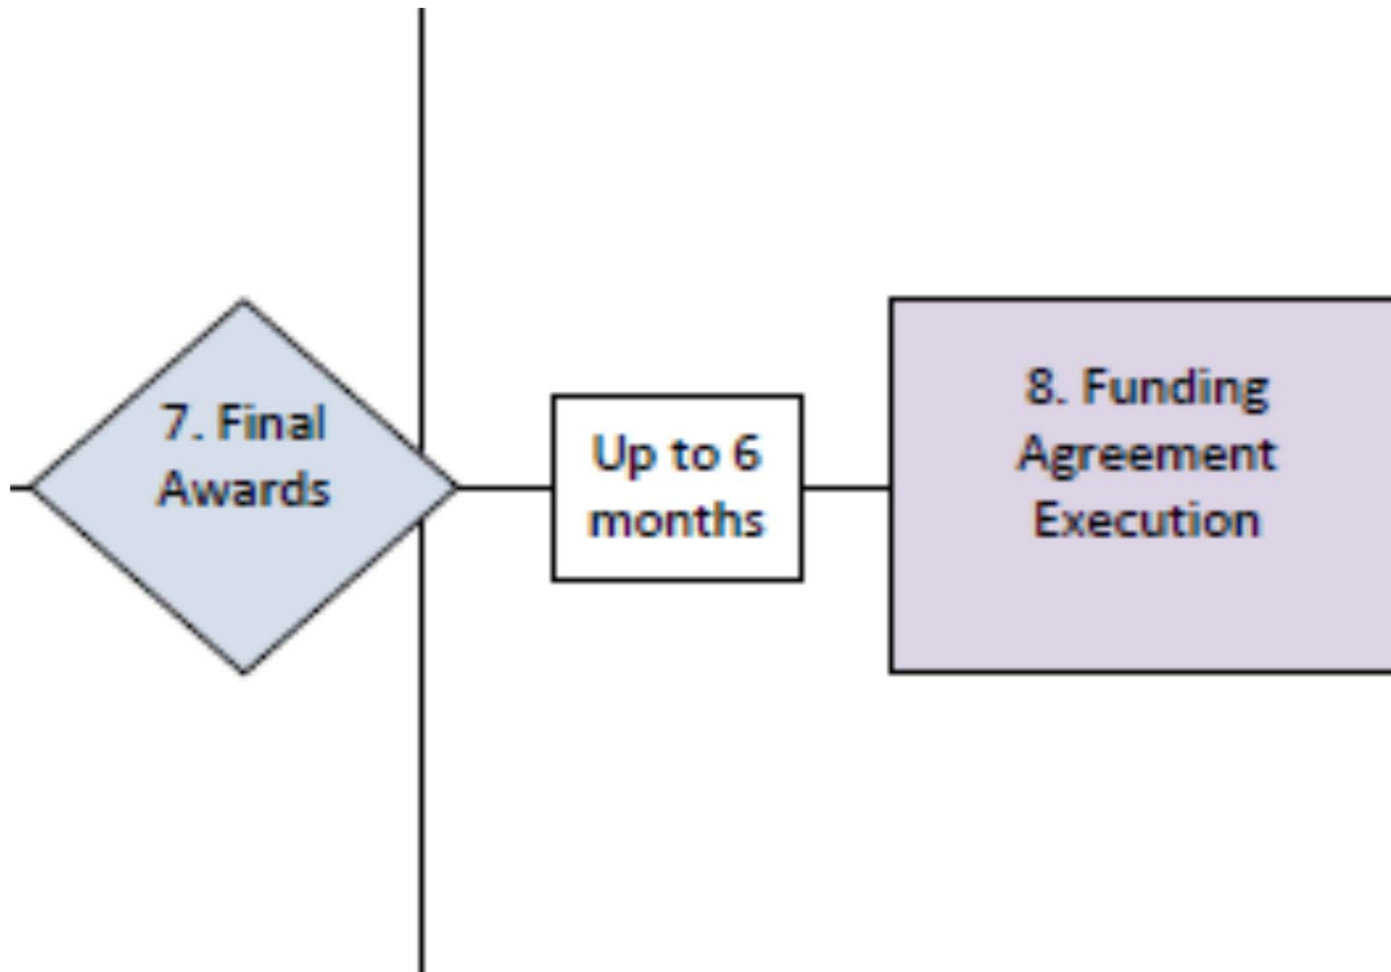 7. Final
Awards
Up to 6
months
8. Funding
Agreement
Execution